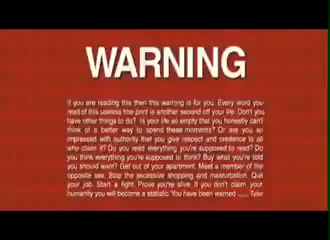 WARNING
If you are reading this then this warning is for you. Every word you
read of this useless fine print is another second off your life. Don't you
have other things to do? Is your life so empty that you honestly can't
think of a better way to spend these moments? Or are you so
impressed with authority that you give respect and credence to all
who claim it? Do you read everything you're supposed to read? Do
you think everything you're supposed to think? Buy what you're told
you should want? Get out of your apartment. Meet a member of the
opposite sex. Stop the excessive shopping and masturbation. Quit
your job. Start a fight. Prove you're alive. If you don't claim your
humanity you will become a statistic. You have been warned ...... Tyler